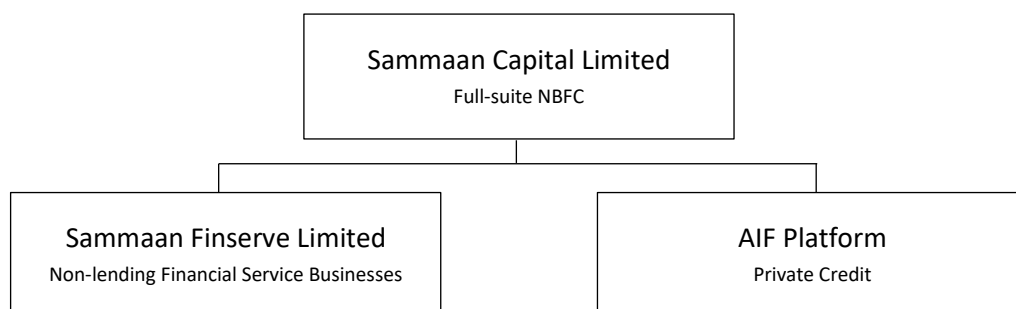 Sammaan Capital Limited
Full-suite NBFC
Sammaan Finserve Limited
Non-lending Financial Service Businesses
AIF Platform
Private Credit